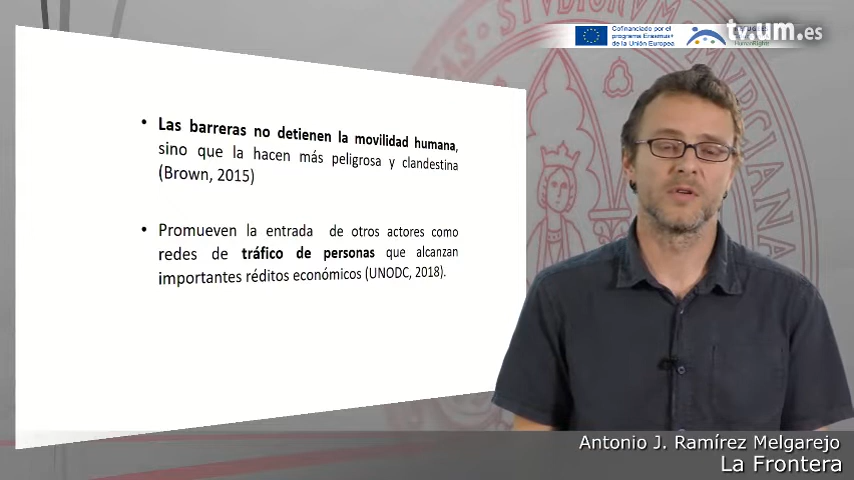 Cofinanciado por el
programa Erasmus+
de la Unión Europea
tv.um.es
HumanRights
• Las barreras no detienen la movilidad humana,
sino que la hacen más peligrosa y clandestina
(Brown, 2015)
• Promueven la entrada de otros actores como
redes de tráfico de personas que alcanzan
importantes réditos económicos (UNODC, 2018).
Antonio J. Ramírez Melgarejo
La Frontera